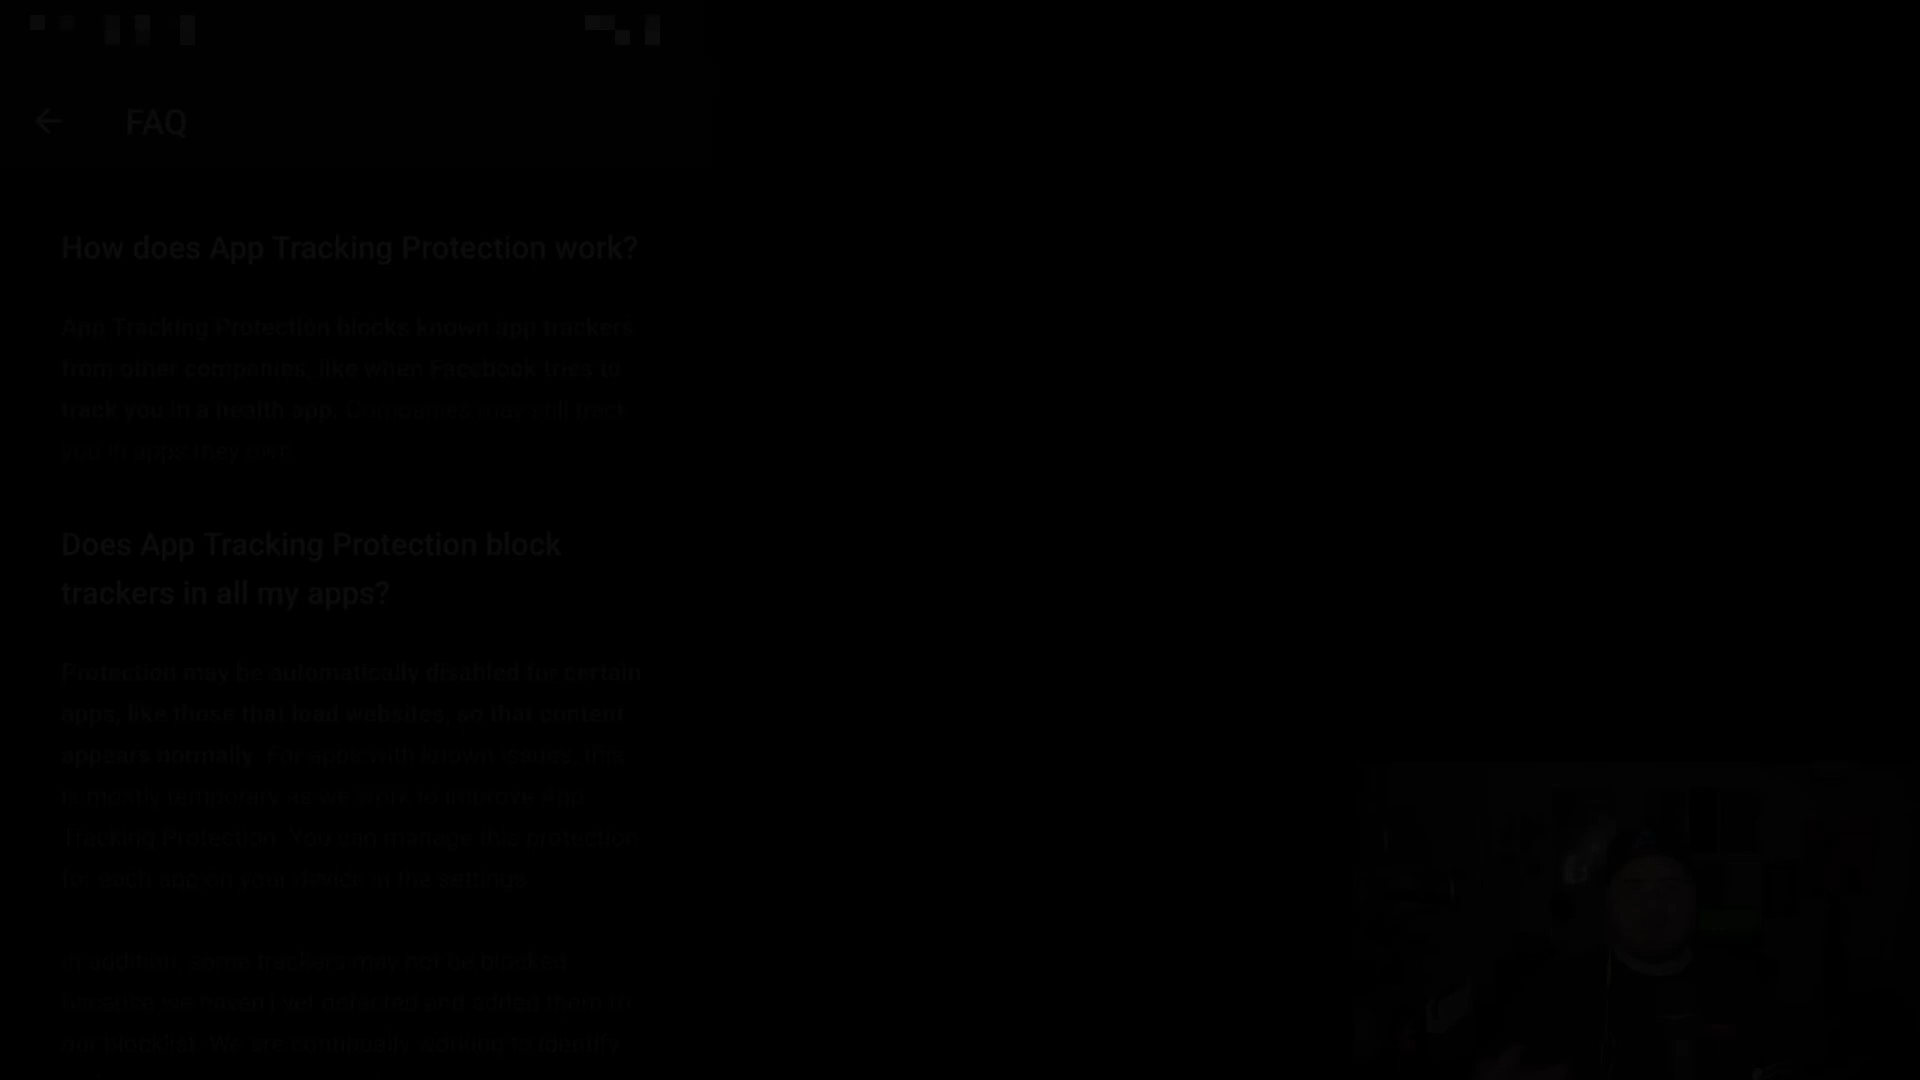 FAQ
How does App Tracking Protection work?
App Tracking Protection blocks known app trackers
from other companies, like when Facebook tries to
track you in a health app. Companies may still track
you in apps they own.
Does App Tracking Protection block
trackers in all my apps?
Protection may be automatically disabled for certain
apps, like those that load websites, so that content
appears normally. For apps with known issues, this
is mostly temporary as we work to improve App
Tracking Protection. You can manage this protection
for each app on your device in the settings.
In addition, some trackers may not be blocked
because we haven't yet detected and added them to
our blocklist. We are continually working to identify